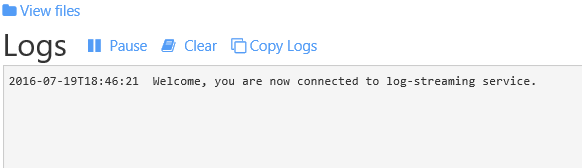 View files
Logs Pause Clear Copy Logs
2016-07-19T18:46:21  Welcome, you are now connected to log-streaming service.